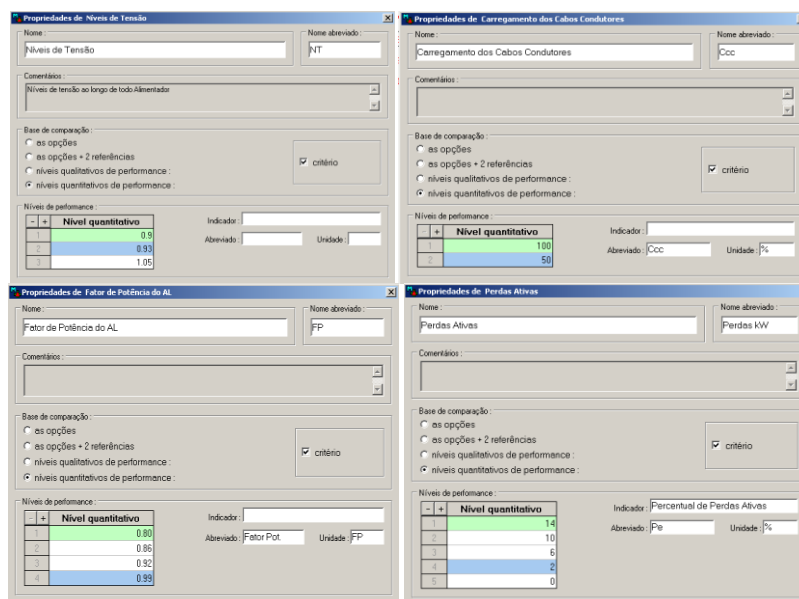 Propriedades de Níveis de Tensão
Nome :
Nome abreviado :
Níveis de Tensão
NT
Comentários :
Níveis de tensão ao longo de todo Alimentador
Base de comparação :
as opções
as opções + 2 referências
níveis qualitativos de performance :
níveis quantitativos de performance :
critério
Níveis de performance :
- + Nível quantitativo
1 0.9
2 0.93
3 1.05
Indicador :
Abreviado :
Unidade :
Propriedades de Carregamento dos Cabos Condutores
Nome :
Nome abreviado :
Carregamento dos Cabos Condutores
Ccc
Comentários :
Base de comparação :
as opções
as opções + 2 referências
níveis qualitativos de performance :
níveis quantitativos de performance :
critério
Níveis de performance :
- + Nível quantitativo
1 100
2 50
Indicador :
Abreviado : Ccc
Unidade : %
Propriedades de Fator de Potência do AL
Nome :
Nome abreviado :
Fator de Potência do AL
FP
Comentários :
Base de comparação :
as opções
as opções + 2 referências
níveis qualitativos de performance :
níveis quantitativos de performance :
critério
Níveis de performance :
- + Nível quantitativo
1 0.80
2 0.86
3 0.92
4 0.99
Indicador :
Abreviado : Fator Pot.
Unidade : FP
Propriedades de Perdas Ativas
Nome :
Nome abreviado :
Perdas Ativas
Perdas kW
Comentários :
Base de comparação :
as opções
as opções + 2 referências
níveis qualitativos de performance :
níveis quantitativos de performance :
critério
Níveis de performance :
- + Nível quantitativo
1 14
2 10
3 6
4 2
5 0
Indicador : Percentual de Perdas Ativas
Abreviado : Pe
Unidade : %